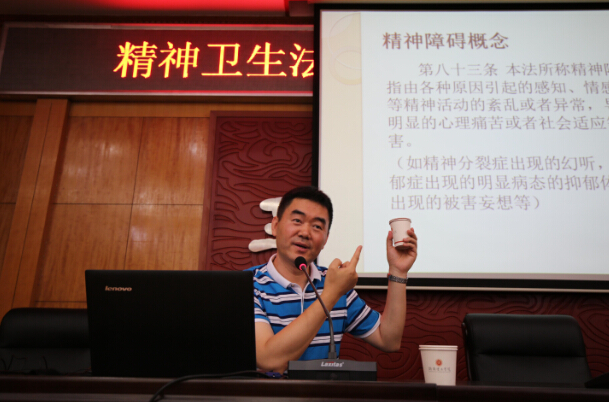 精神卫生法
精神障碍概念
第八十三条 本法所称精神障
指由各种原因引起的感知、情感
等精神活动的紊乱或者异常，
明显的心理痛苦或者社会适应
害。
(如精神分裂症出现的幻听，
郁症出现的明显病态的抑郁
出现的被害妄想等)
lenovo